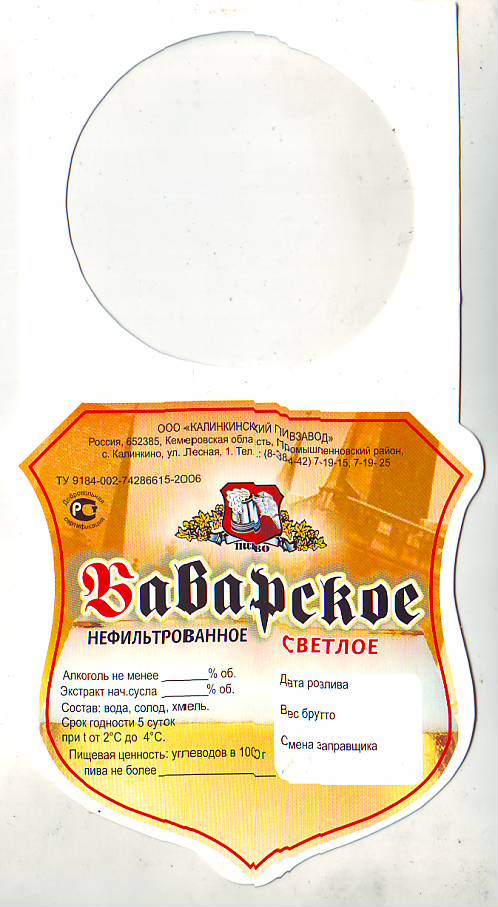 ООО «КАЛИНКИНСКИЙ ПИВЗАВОД»
Россия, 652385, Кемеровская область, Промышленновский район,
с. Калинкино, ул. Лесная, 1. Тел.: (8-384-42) 7-19-15, 7-19-25
ТУ 9184-002-74286615-2006
Добровольная
РСТ
сертификация
ПИВО
Баварское
НЕФИЛЬТРОВАННОЕ СВЕТЛОЕ
Алкоголь не менее _______% об.
Экстракт нач.сусла _______% об.
Состав: вода, солод, хмель.
Срок годности 5 суток
при t от 2°С до 4°С.
Пищевая ценность: углеводов в 100 г
пива не более _______________
Дата розлива
Вес брутто
Смена заправщика